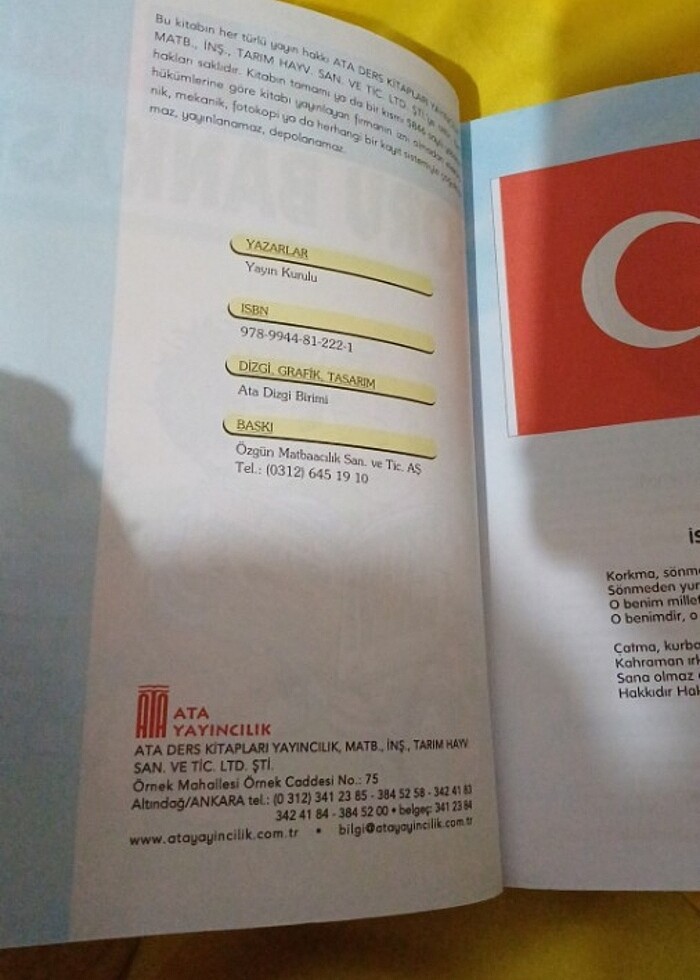 Bu kitabın her türlü yayın hakkı ATA DERS KİTAPLARI YAYINCILIK
MATB., İNŞ., TARIM HAYV. SAN. VE TİC. LTD. ŞTİ.'ye aittir.
hakları saklıdır. Kitabın tamamı ya da bir kısmı 5846 sayılı
hükümlerine göre kitabı yayınlayan firmanın izni olmadan
nik, mekanik, fotokopi ya da herhangi bir kayıt sistemiyle
maz, yayınlanamaz, depolanamaz.
YAZARLAR
Yayın Kurulu
ISBN
978-9944-81-222-1
DİZGİ, GRAFİK, TASARIM
Ata Dizgi Birimi
BASKI
Özgün Matbaacılık San. ve Tic. AŞ
Tel.: (0312) 645 19 10
ATA
ATA
YAYINCILIK
ATA DERS KİTAPLARI YAYINCILIK, MATB., İNŞ., TARIM HAYV.
SAN. VE TİC. LTD. ŞTİ.
Örnek Mahallesi Örnek Caddesi No.: 75
Altındağ/ANKARA tel.: (0 312) 341 23 85 - 384 52 58 - 342 41 83
342 41 84 - 384 52 00 • belgeç: 341 23 84
www.atayayincilik.com.tr • bilgi@atayayincilik.com.tr
Korkma, sönm
Sönmeden yur
O benim millet
O benimdir, o
Çatma, kurba
Kahraman ırk
Sana olmaz
Hakkıdır Hak